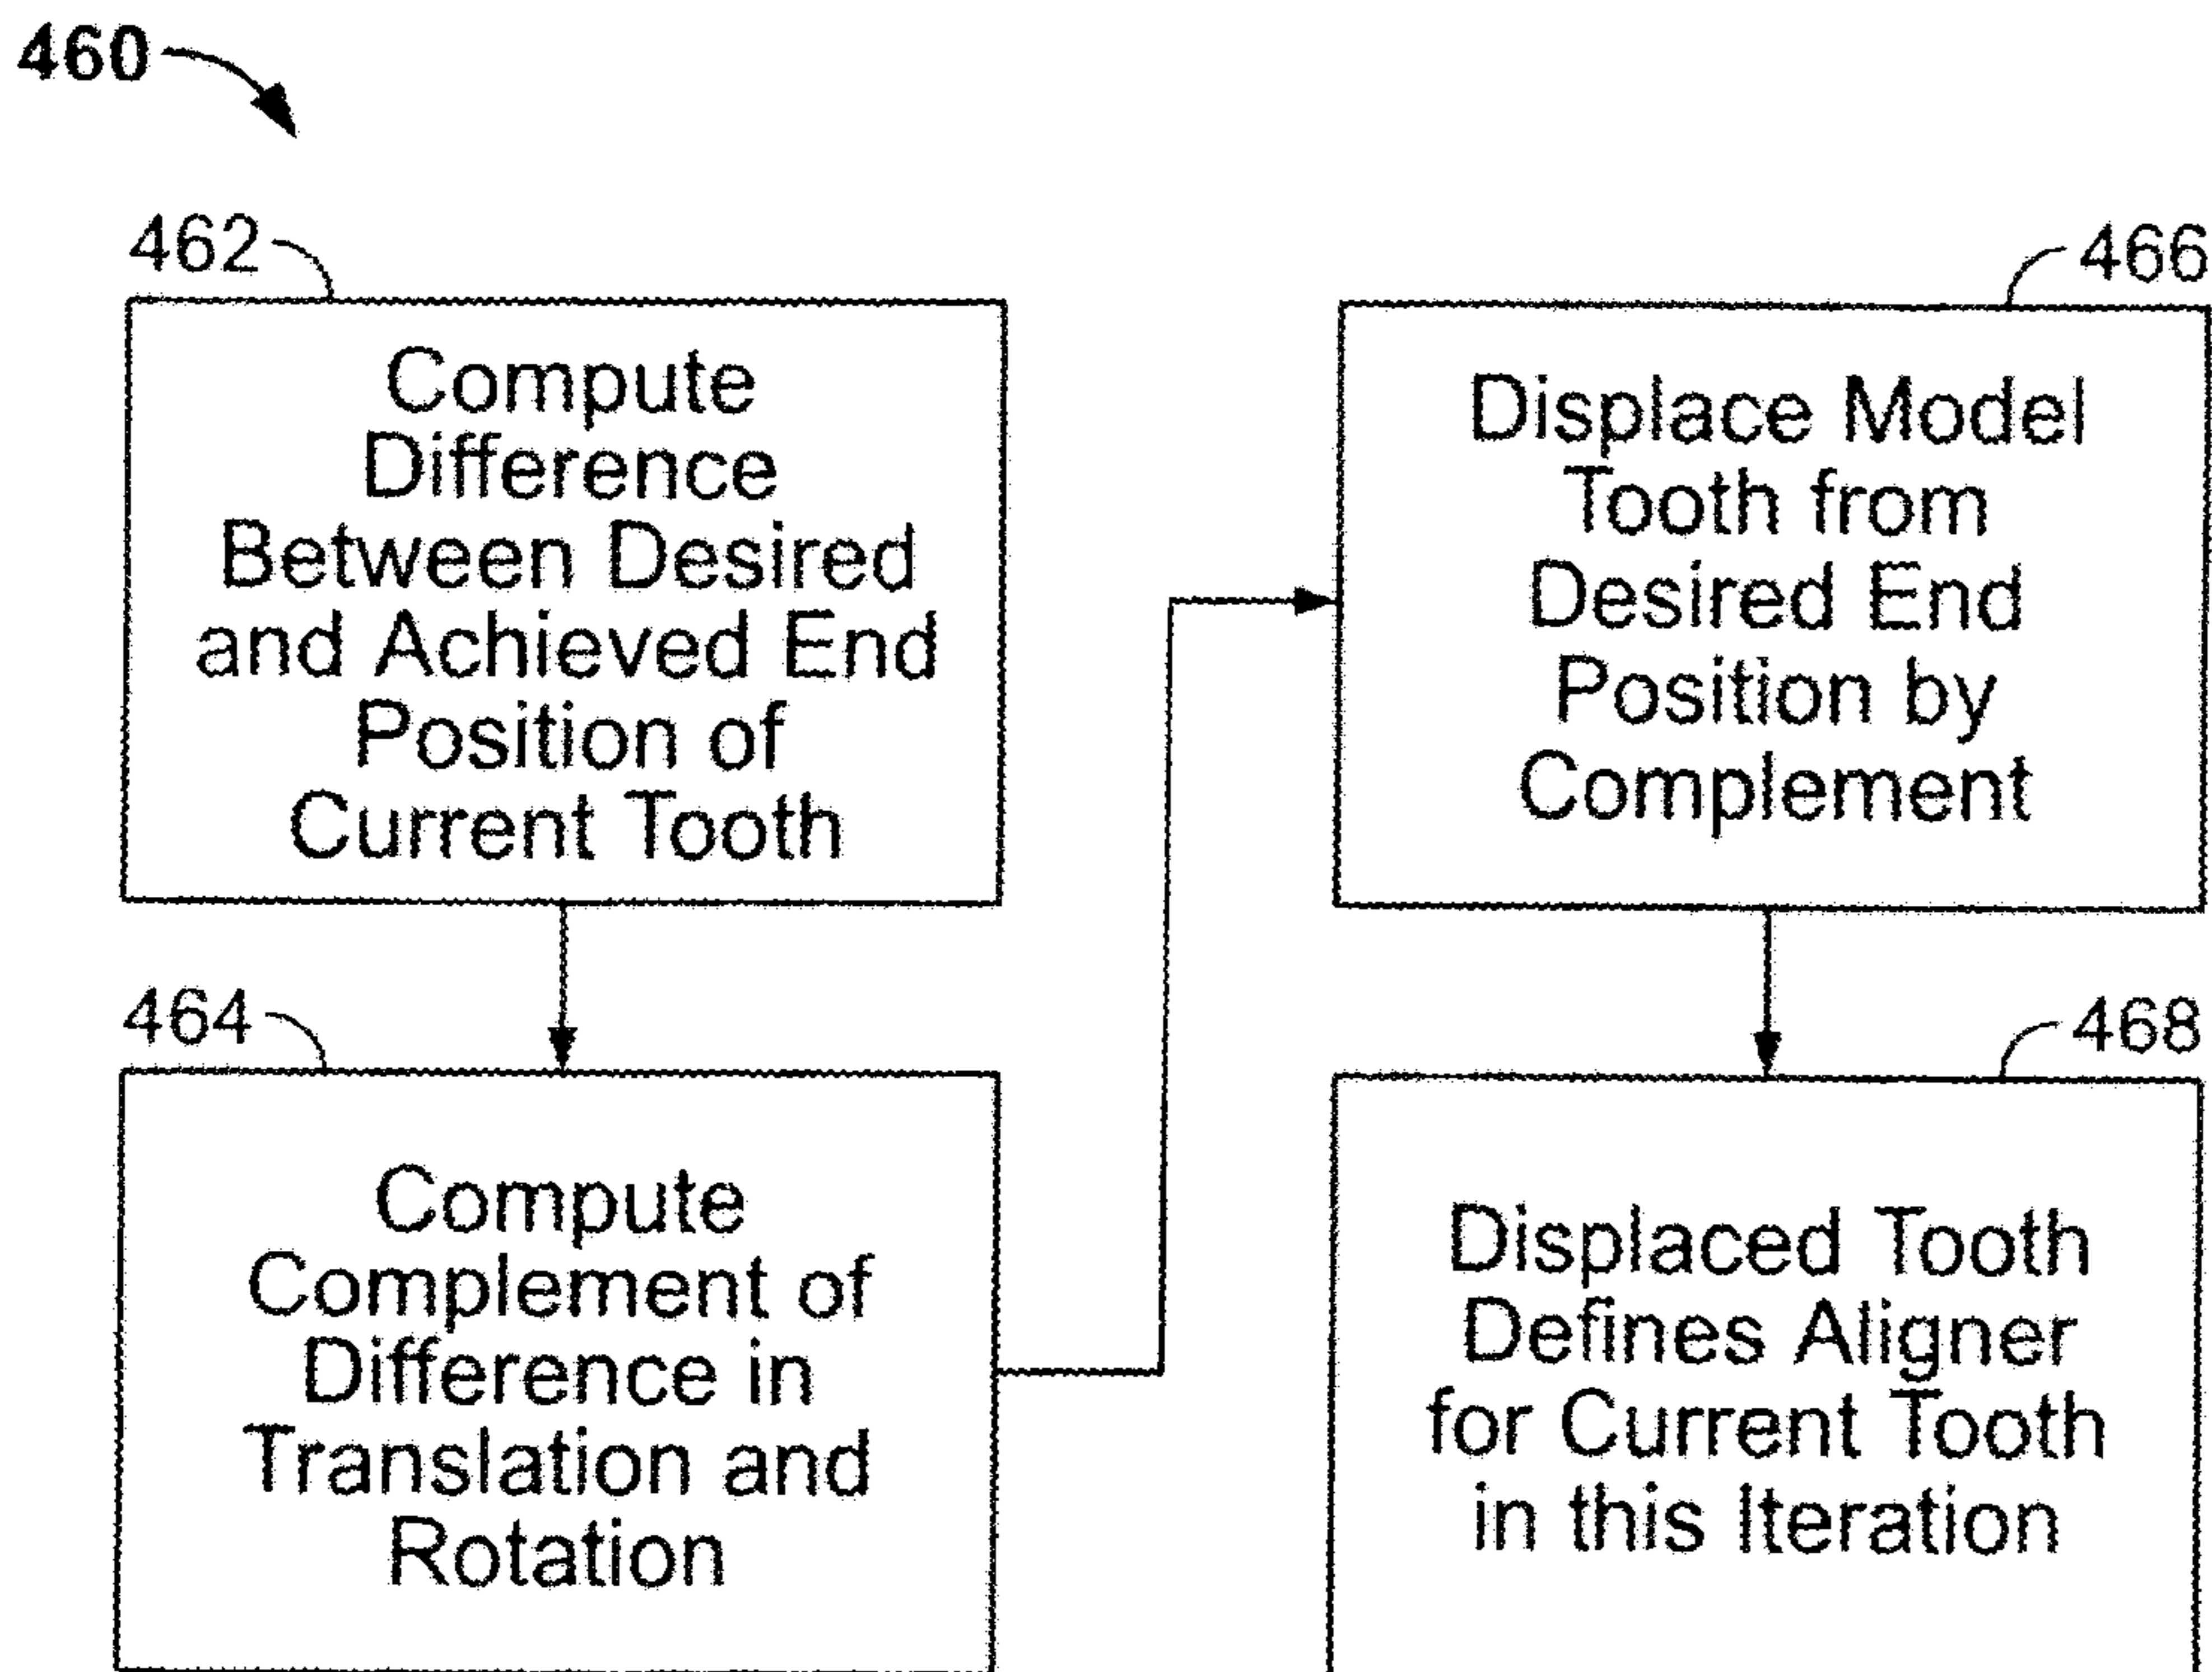 460
462
Compute
Difference
Between Desired
and Achieved End
Position of
Current Tooth
464
Compute
Complement of
Difference in
Translation and
Rotation
466
Displace Model
Tooth from
Desired End
Position by
Complement
468
Displaced Tooth
Defines Aligner
for Current Tooth
in this Iteration